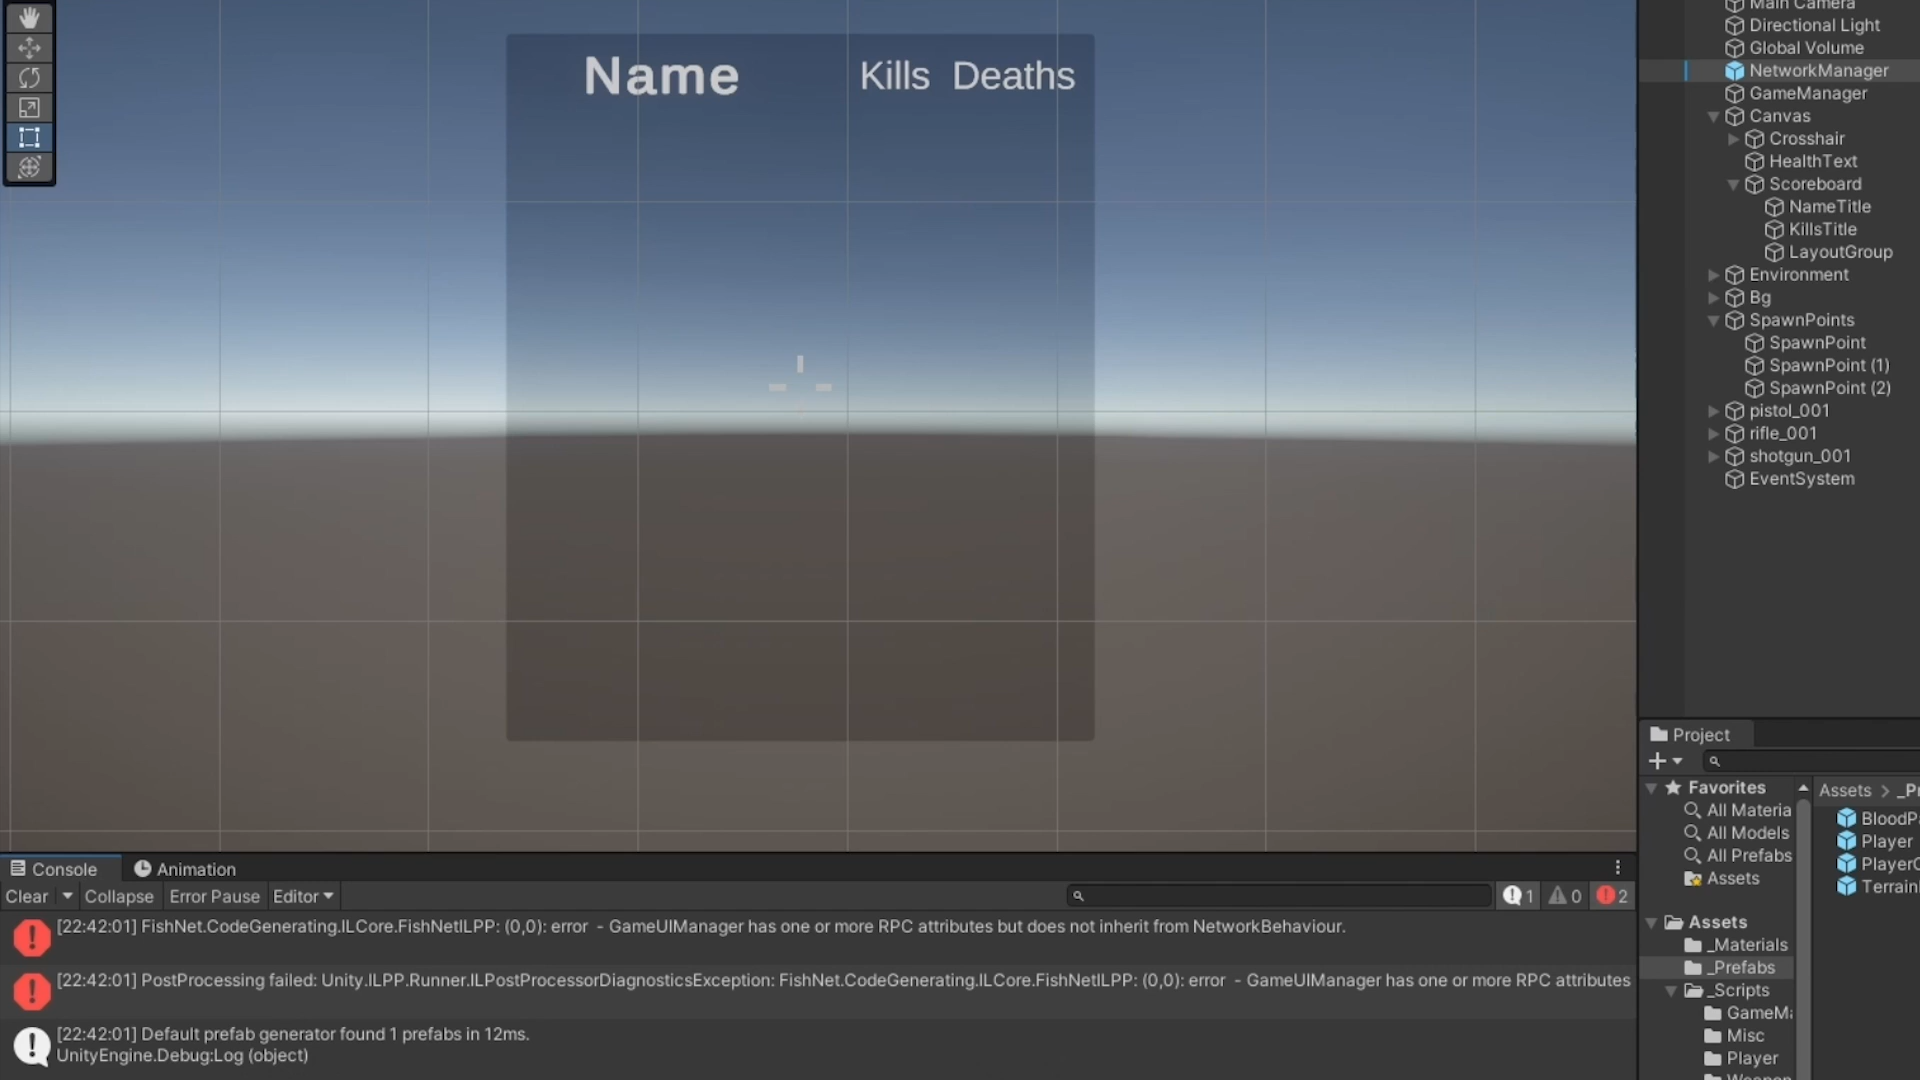 Name Kills Deaths
Main Camera
Directional Light
Global Volume
NetworkManager
GameManager
Canvas
Crosshair
HealthText
Scoreboard
NameTitle
KillsTitle
LayoutGroup
Environment
Bg
SpawnPoints
SpawnPoint
SpawnPoint (1)
SpawnPoint (2)
pistol_001
rifle_001
shotgun_001
EventSystem
Project
Favorites
All Materia
All Models
All Prefabs
Assets
Assets
_Materials
_Prefabs
_Scripts
GameMa
Misc
Player
Assets > _Pr
BloodPa
Player
PlayerC
Terrain
Console Animation
Clear Collapse Error Pause Editor 1 0 2
[22:42:01] FishNet.CodeGenerating.ILCore.FishNetILPP: (0,0): error - GameUIManager has one or more RPC attributes but does not inherit from NetworkBehaviour.
[22:42:01] PostProcessing failed: Unity.ILPP.Runner.ILPostProcessorDiagnosticsException: FishNet.CodeGenerating.ILCore.FishNetILPP: (0,0): error - GameUIManager has one or more RPC attributes
[22:42:01] Default prefab generator found 1 prefabs in 12ms.
UnityEngine.Debug:Log (object)